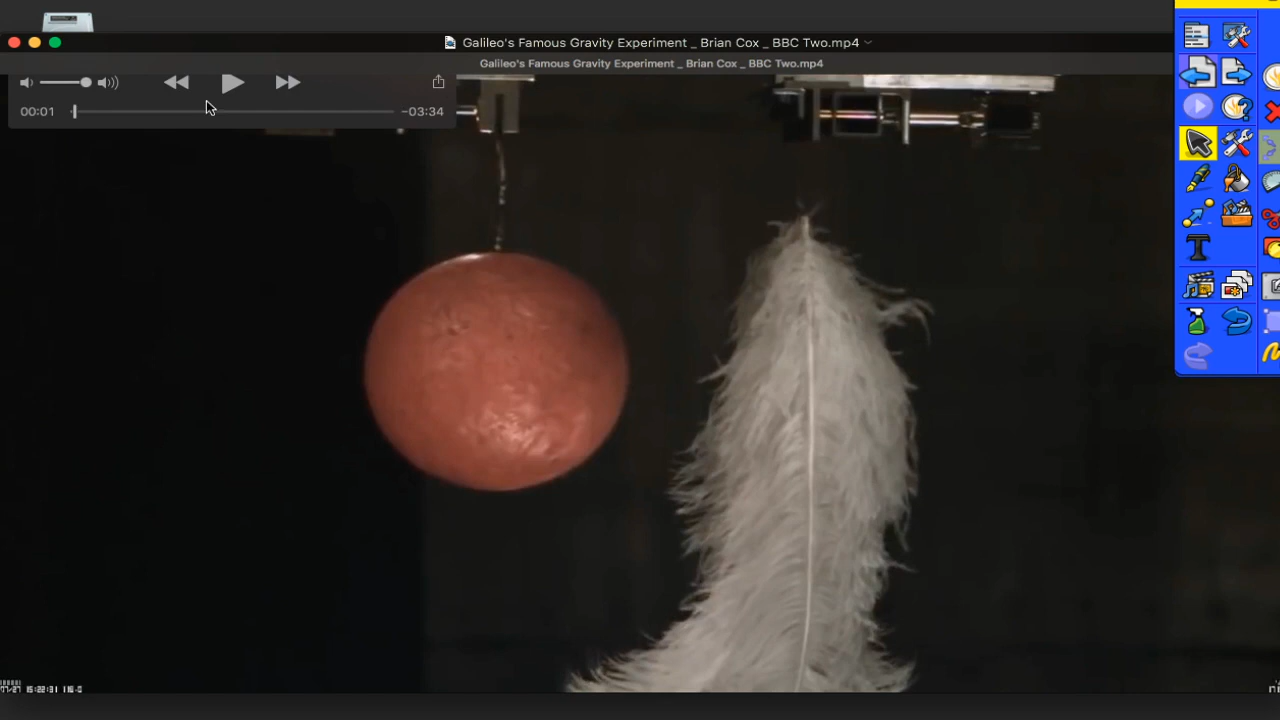 Galileo's Famous Gravity Experiment _ Brian Cox _ BBC Two.mp4
Galileo's Famous Gravity Experiment _ Brian Cox _ BBC Two.mp4
00:01
-03:34
T